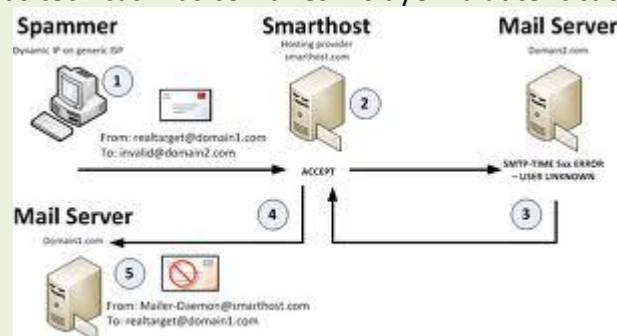 Spammer
Dynamic IP on generic ISP
Smarthost
Hosting provider
smarthost.com
Mail Server
Domain2.com
1
2
From: realtarget@domain1.com
To: invalid@domain2.com
ACCEPT
SMTP-TIME 5xx ERROR
– USER UNKNOWN
4
3
Mail Server
Domain1.com
5
From: Mailer-Daemon@smarthost.com
To: realtarget@domain1.com